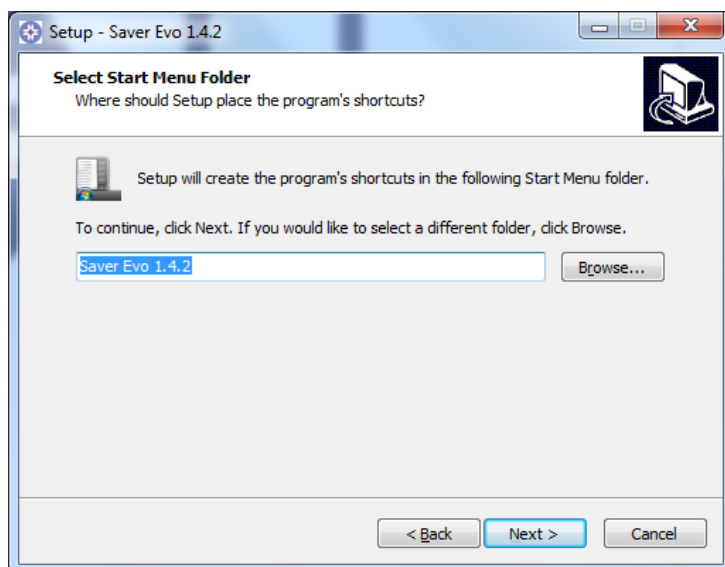 Setup - Saver Evo 1.4.2
Select Start Menu Folder
Where should Setup place the program's shortcuts?
Setup will create the program's shortcuts in the following Start Menu folder.
To continue, click Next. If you would like to select a different folder, click Browse.
Saver Evo 1.4.2
Browse...
< Back
Next >
Cancel